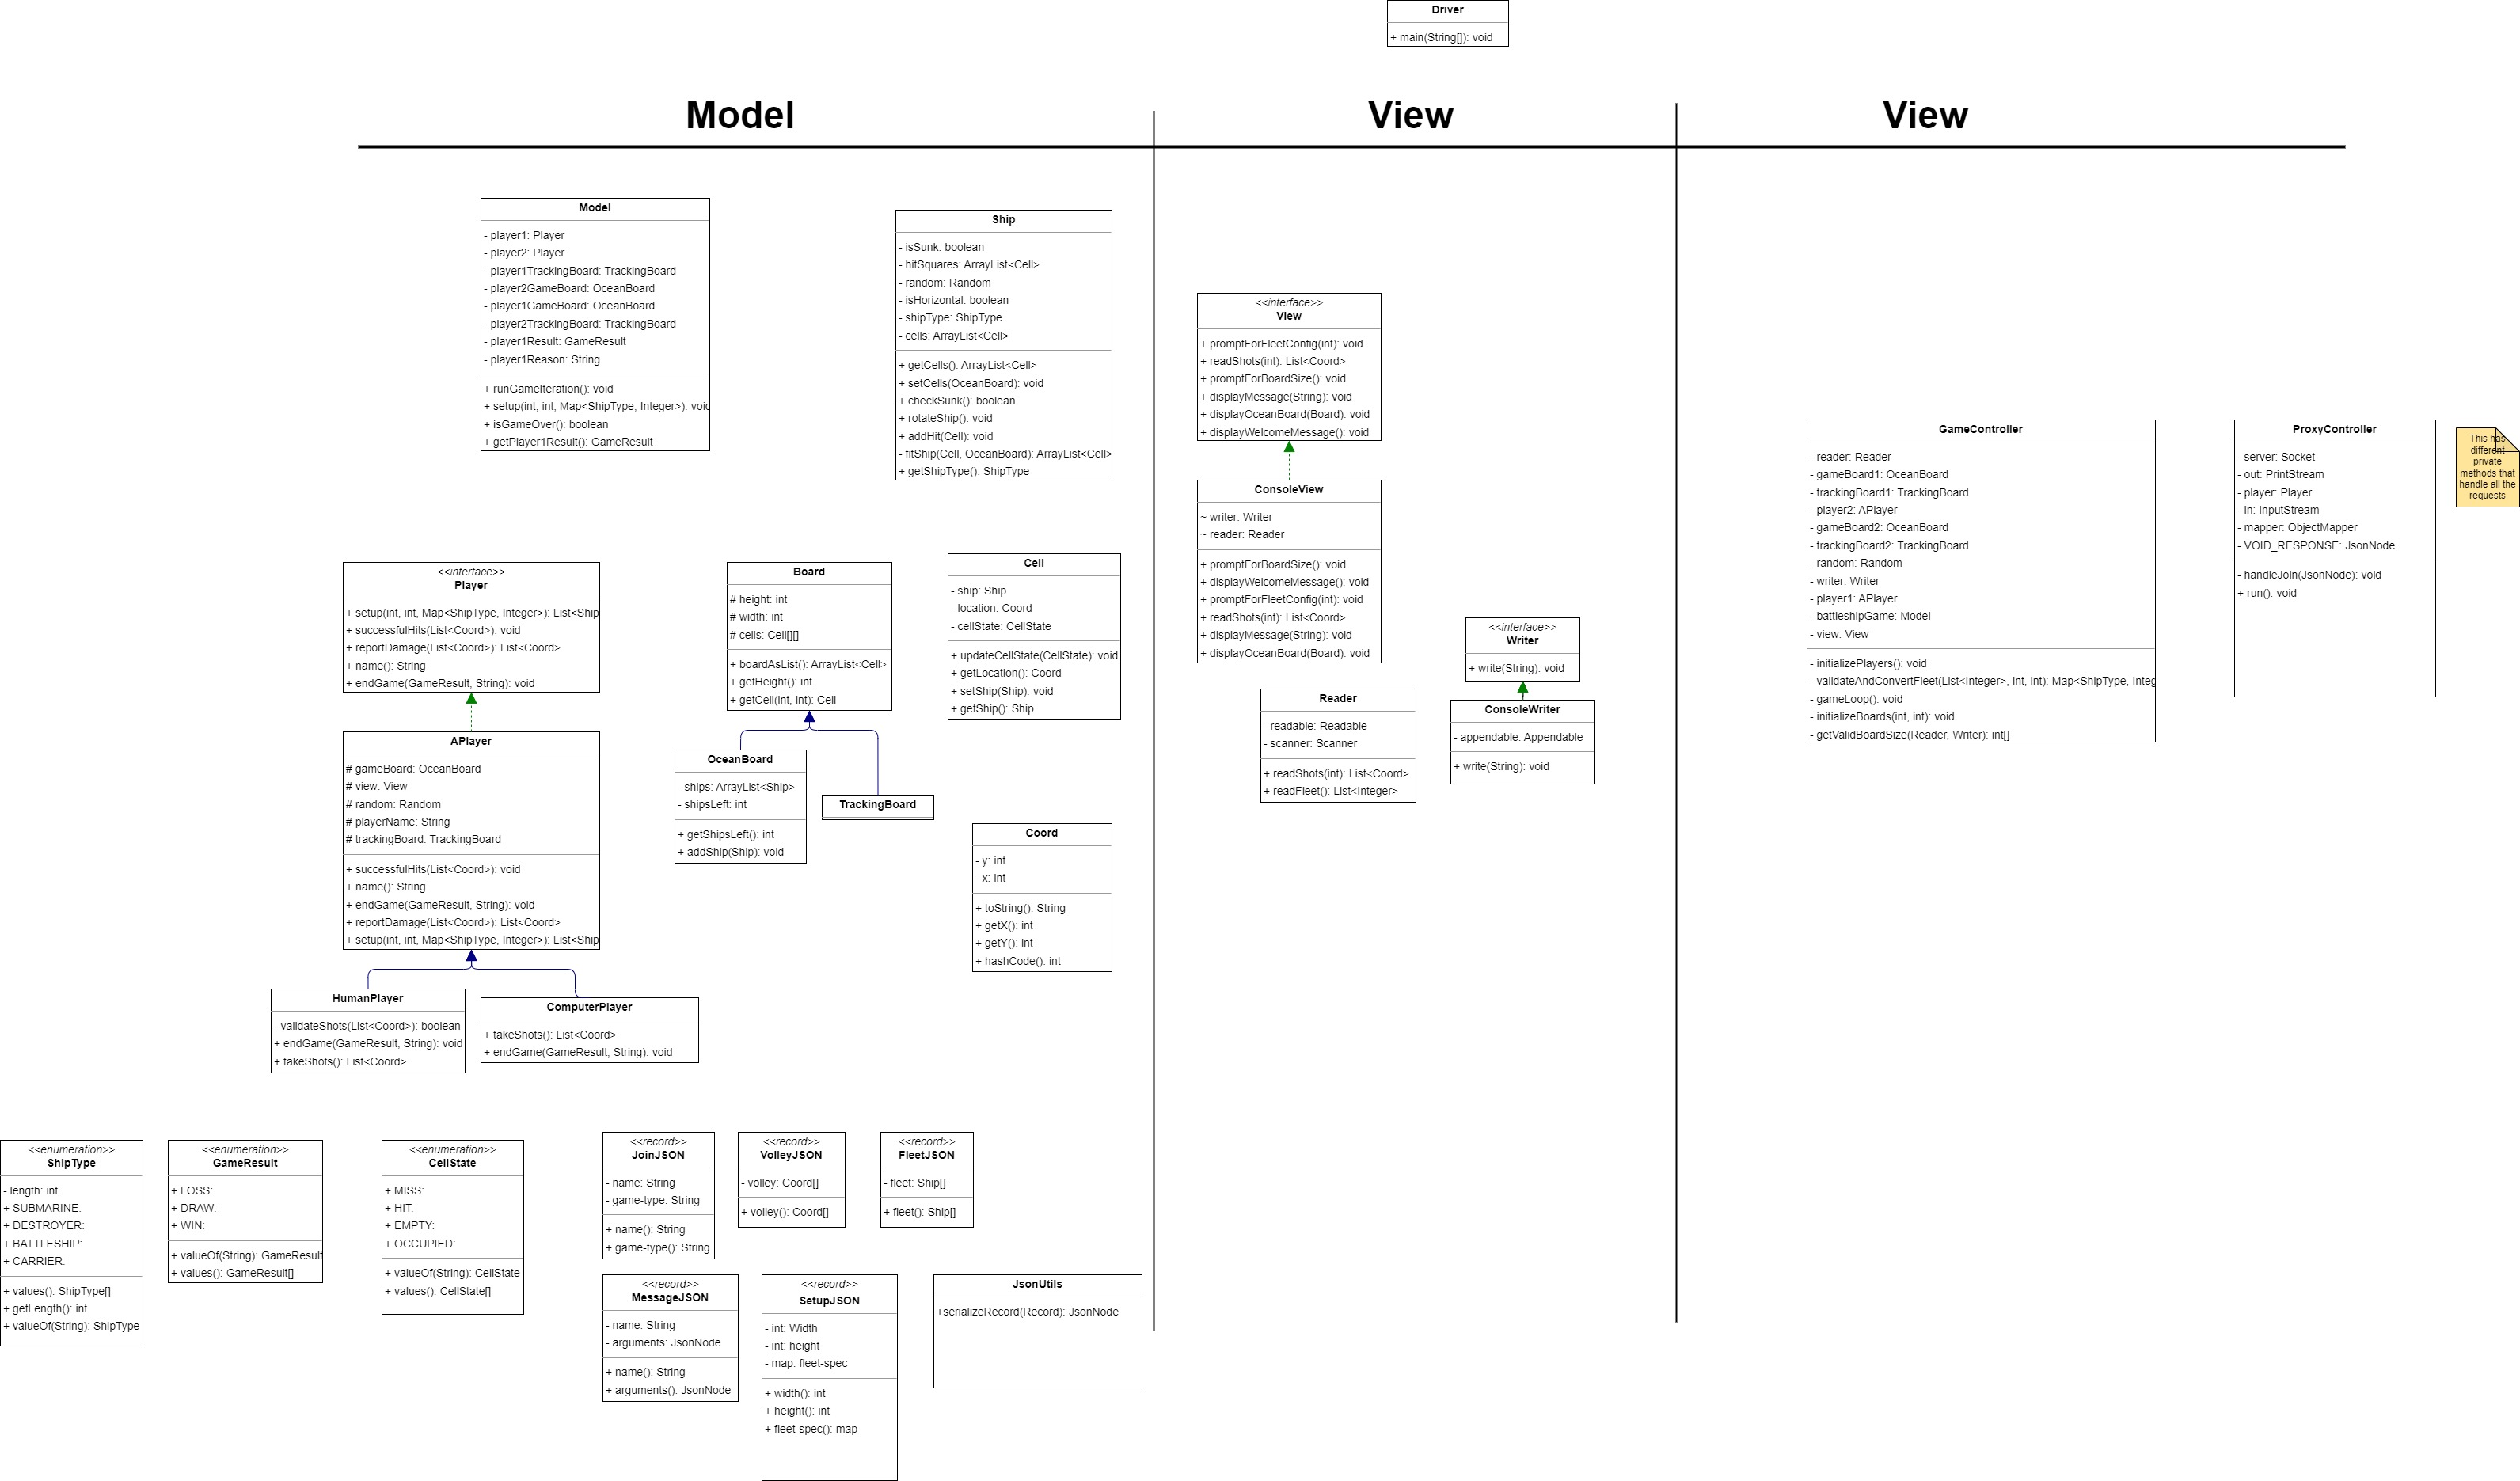 Driver
+ main(String[]): void
Model
View
View
Model
- player1: Player
- player2: Player
- player1TrackingBoard: TrackingBoard
- player2GameBoard: OceanBoard
- player1GameBoard: OceanBoard
- player2TrackingBoard: TrackingBoard
- player1Result: GameResult
- player1Reason: String
+ runGameIteration(): void
+ setup(int, int, Map<ShipType, Integer>): void
+ isGameOver(): boolean
+ getPlayer1Result(): GameResult
Ship
- isSunk: boolean
- hitSquares: ArrayList<Cell>
- random: Random
- isHorizontal: boolean
- shipType: ShipType
- cells: ArrayList<Cell>
+ getCells(): ArrayList<Cell>
+ setCells(OceanBoard): void
+ checkSunk(): boolean
+ rotateShip(): void
+ addHit(Cell): void
- fitShip(Cell, OceanBoard): ArrayList<Cell>
+ getShipType(): ShipType
<<interface>>
View
+ promptForFleetConfig(int): void
+ readShots(int): List<Coord>
+ promptForBoardSize(): void
+ displayMessage(String): void
+ displayOceanBoard(Board): void
+ displayWelcomeMessage(): void
ConsoleView
~ writer: Writer
~ reader: Reader
+ promptForBoardSize(): void
+ displayWelcomeMessage(): void
+ promptForFleetConfig(int): void
+ readShots(int): List<Coord>
+ displayMessage(String): void
+ displayOceanBoard(Board): void
GameController
- reader: Reader
- gameBoard1: OceanBoard
- trackingBoard1: TrackingBoard
- player2: APlayer
- gameBoard2: OceanBoard
- trackingBoard2: TrackingBoard
- random: Random
- writer: Writer
- player1: APlayer
- battleshipGame: Model
- view: View
- initializePlayers(): void
- validateAndConvertFleet(List<Integer>, int, int): Map<ShipType, Integ
- gameLoop(): void
- initializeBoards(int, int): void
- getValidBoardSize(Reader, Writer): int[]
ProxyController
- server: Socket
- out: PrintStream
- player: Player
- in: InputStream
- mapper: ObjectMapper
- VOID_RESPONSE: JsonNode
- handleJoin(JsonNode): void
+ run(): void
This has
different
private
methods that
handle all the
requests
<<interface>>
Player
+ setup(int, int, Map<ShipType, Integer>): List<Ship
+ successfulHits(List<Coord>): void
+ reportDamage(List<Coord>): List<Coord>
+ name(): String
+ endGame(GameResult, String): void
Board
# height: int
# width: int
# cells: Cell[][]
+ boardAsList(): ArrayList<Cell>
+ getHeight(): int
+ getCell(int, int): Cell
Cell
- ship: Ship
- location: Coord
- cellState: CellState
+ updateCellState(CellState): void
+ getLocation(): Coord
+ setShip(Ship): void
+ getShip(): Ship
<<interface>>
Writer
+ write(String): void
Reader
- readable: Readable
- scanner: Scanner
+ readShots(int): List<Coord>
+ readFleet(): List<Integer>
ConsoleWriter
- appendable: Appendable
+ write(String): void
APlayer
# gameBoard: OceanBoard
# view: View
# random: Random
# playerName: String
# trackingBoard: TrackingBoard
+ successfulHits(List<Coord>): void
+ name(): String
+ endGame(GameResult, String): void
+ reportDamage(List<Coord>): List<Coord>
+ setup(int, int, Map<ShipType, Integer>): List<Ship
OceanBoard
- ships: ArrayList<Ship>
- shipsLeft: int
+ getShipsLeft(): int
+ addShip(Ship): void
TrackingBoard
Coord
- y: int
- x: int
+ toString(): String
+ getX(): int
+ getY(): int
+ hashCode(): int
HumanPlayer
- validateShots(List<Coord>): boolean
+ endGame(GameResult, String): void
+ takeShots(): List<Coord>
ComputerPlayer
+ takeShots(): List<Coord>
+ endGame(GameResult, String): void
<<enumeration>>
ShipType
- length: int
+ SUBMARINE:
+ DESTROYER:
+ BATTLESHIP:
+ CARRIER:
+ values(): ShipType[]
+ getLength(): int
+ valueOf(String): ShipType
<<enumeration>>
GameResult
+ LOSS:
+ DRAW:
+ WIN:
+ valueOf(String): GameResult
+ values(): GameResult[]
<<enumeration>>
CellState
+ MISS:
+ HIT:
+ EMPTY:
+ OCCUPIED:
+ valueOf(String): CellState
+ values(): CellState[]
<<record>>
JoinJSON
- name: String
- game-type: String
+ name(): String
+ game-type(): String
<<record>>
VolleyJSON
- volley: Coord[]
+ volley(): Coord[]
<<record>>
FleetJSON
- fleet: Ship[]
+ fleet(): Ship[]
<<record>>
MessageJSON
- name: String
- arguments: JsonNode
+ name(): String
+ arguments(): JsonNode
<<record>>
SetupJSON
- int: Width
- int: height
- map: fleet-spec
+ width(): int
+ height(): int
+ fleet-spec(): map
JsonUtils
+serializeRecord(Record): JsonNode